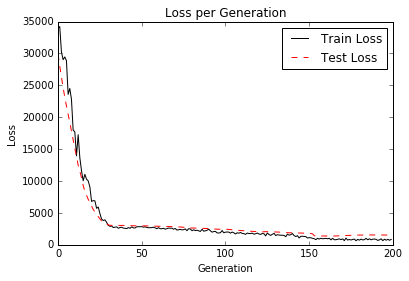 Loss per Generation
35000
30000
25000
20000
15000
10000
5000
0
Loss
Train Loss
Test Loss
0 50 100 150 200
Generation